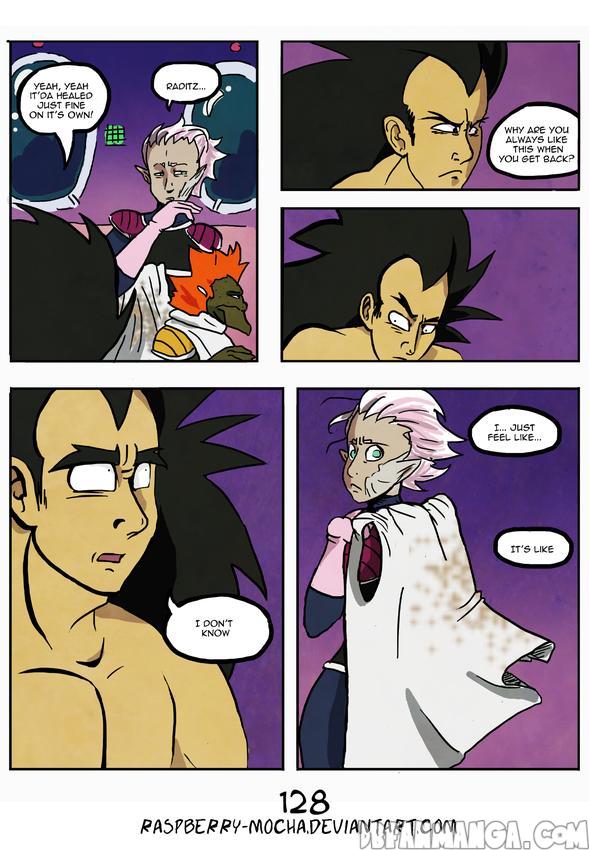 YEAH, YEAH
IT'DA HEALED
JUST FINE
ON IT'S OWN!
RADITZ...
WHY ARE YOU
ALWAYS LIKE
THIS WHEN
YOU GET BACK?
I DON'T
KNOW
I... JUST
FEEL LIKE...
IT'S LIKE
128
RASPBERRY-MOCHA.DEVIANTART.COM
DBFANMANGA.COM